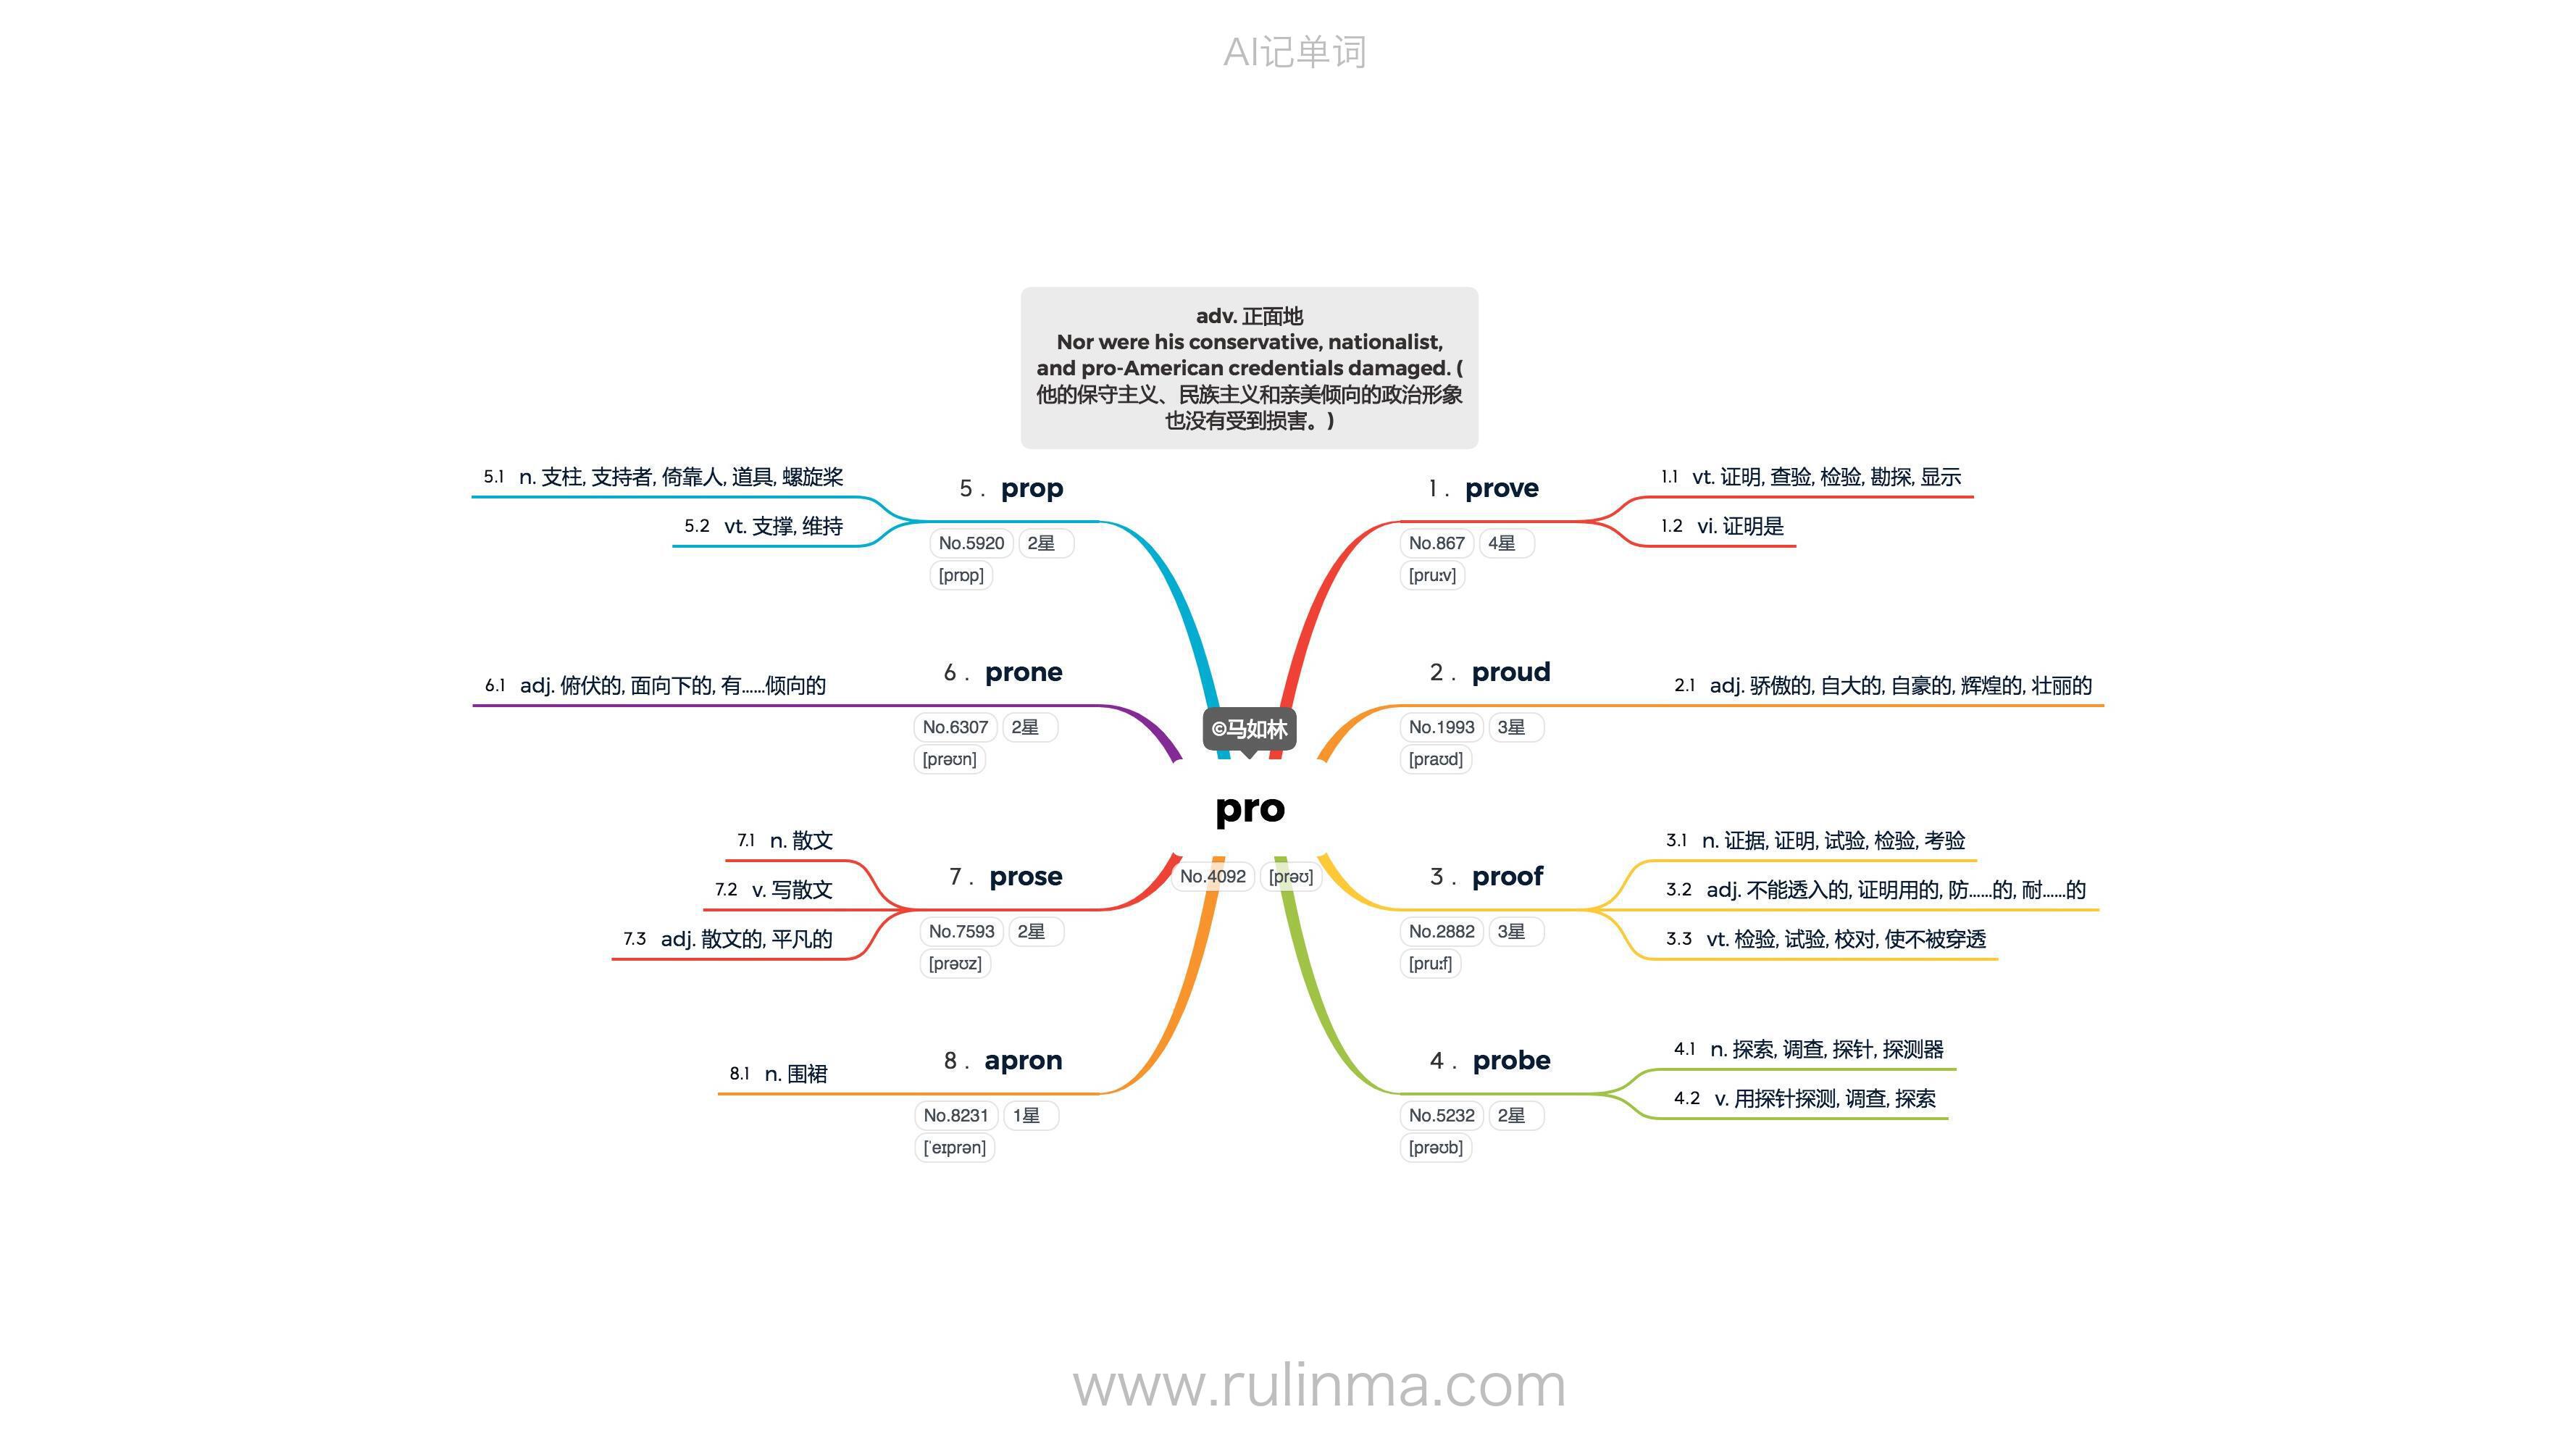 AI记单词
adv. 正面地
Nor were his conservative, nationalist,
and pro-American credentials damaged. (
他的保守主义、民族主义和亲美倾向的政治形象
也没有受到损害。)
©马如林
pro
No.4092 [prəʊ]
1. prove
No.867 4星
[pruːv]
1.1 vt. 证明, 查验, 检验, 勘探, 显示
1.2 vi. 证明是
2. proud
No.1993 3星
[praʊd]
2.1 adj. 骄傲的, 自大的, 自豪的, 辉煌的, 壮丽的
3. proof
No.2882 3星
[pruːf]
3.1 n. 证据, 证明, 试验, 检验, 考验
3.2 adj. 不能透入的, 证明用的, 防……的, 耐……的
3.3 vt. 检验, 试验, 校对, 使不被穿透
4. probe
No.5232 2星
[prəʊb]
4.1 n. 探索, 调查, 探针, 探测器
4.2 v. 用探针探测, 调查, 探索
5. prop
No.5920 2星
[prɒp]
5.1 n. 支柱, 支持者, 倚靠人, 道具, 螺旋桨
5.2 vt. 支撑, 维持
6. prone
No.6307 2星
[prəʊn]
6.1 adj. 俯伏的, 面向下的, 有……倾向的
7. prose
No.7593 2星
[prəʊz]
7.1 n. 散文
7.2 v. 写散文
7.3 adj. 散文的, 平凡的
8. apron
No.8231 1星
[ˈeɪprən]
8.1 n. 围裙
www.rulinma.com